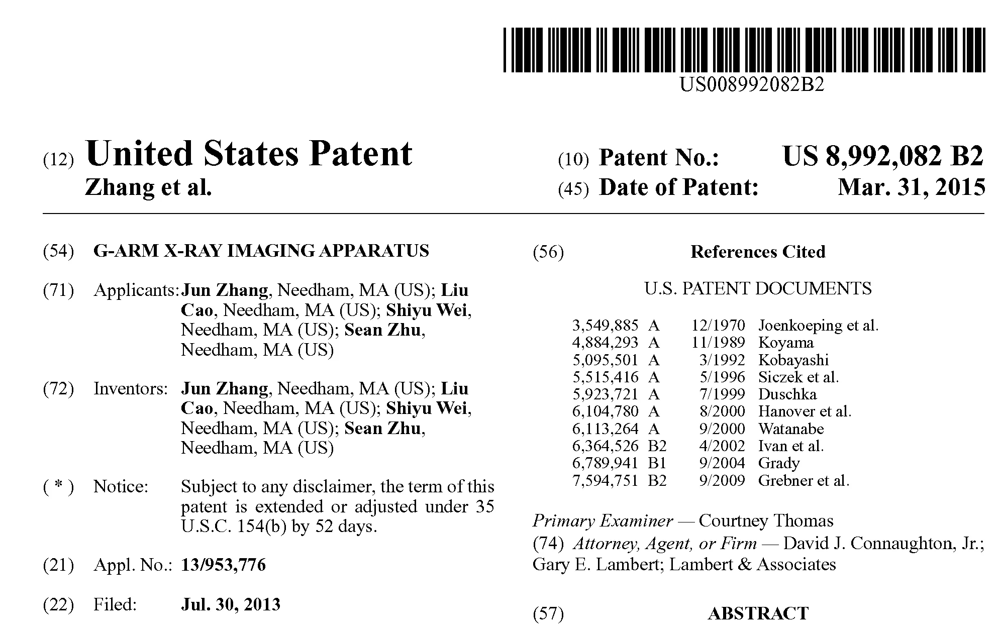 US008992082B2
(12) United States Patent
Zhang et al.
(10) Patent No.: US 8,992,082 B2
(45) Date of Patent: Mar. 31, 2015
(54) G-ARM X-RAY IMAGING APPARATUS
(71) Applicants: Jun Zhang, Needham, MA (US); Liu
Cao, Needham, MA (US); Shiyu Wei,
Needham, MA (US); Sean Zhu,
Needham, MA (US)
(72) Inventors: Jun Zhang, Needham, MA (US); Liu
Cao, Needham, MA (US); Shiyu Wei,
Needham, MA (US); Sean Zhu,
Needham, MA (US)
( * ) Notice: Subject to any disclaimer, the term of this
patent is extended or adjusted under 35
U.S.C. 154(b) by 52 days.
(21) Appl. No.: 13/953,776
(22) Filed: Jul. 30, 2013
(56) References Cited
U.S. PATENT DOCUMENTS
3,549,885 A 12/1970 Joenkoeping et al.
4,884,293 A 11/1989 Koyama
5,095,501 A 3/1992 Kobayashi
5,515,416 A 5/1996 Siczek et al.
5,923,721 A 7/1999 Duschka
6,104,780 A 8/2000 Hanover et al.
6,113,264 A 9/2000 Watanabe
6,364,526 B2 4/2002 Ivan et al.
6,789,941 B1 9/2004 Grady
7,594,751 B2 9/2009 Grebner et al.
Primary Examiner — Courtney Thomas
(74) Attorney, Agent, or Firm — David J. Connaughton, Jr.;
Gary E. Lambert; Lambert & Associates
(57) ABSTRACT